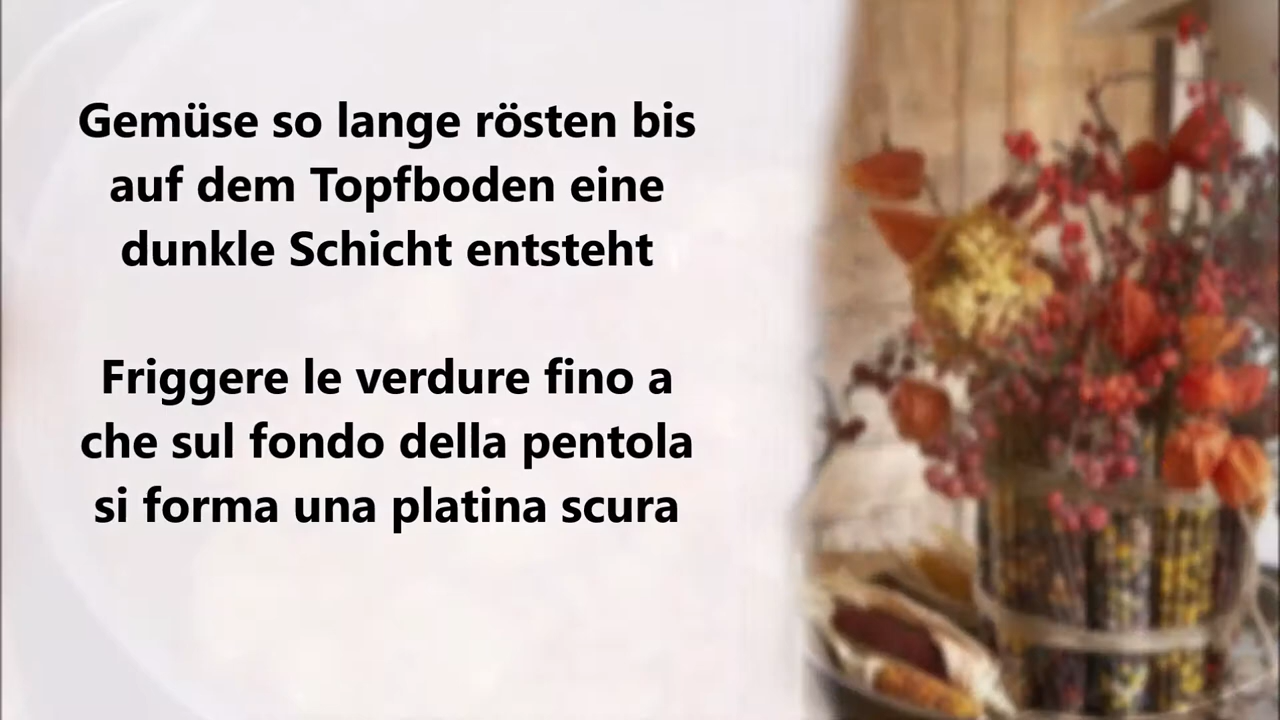 Gemüse so lange rösten bis
auf dem Topfboden eine
dunkle Schicht entsteht
Friggere le verdure fino a
che sul fondo della pentola
si forma una platina scura